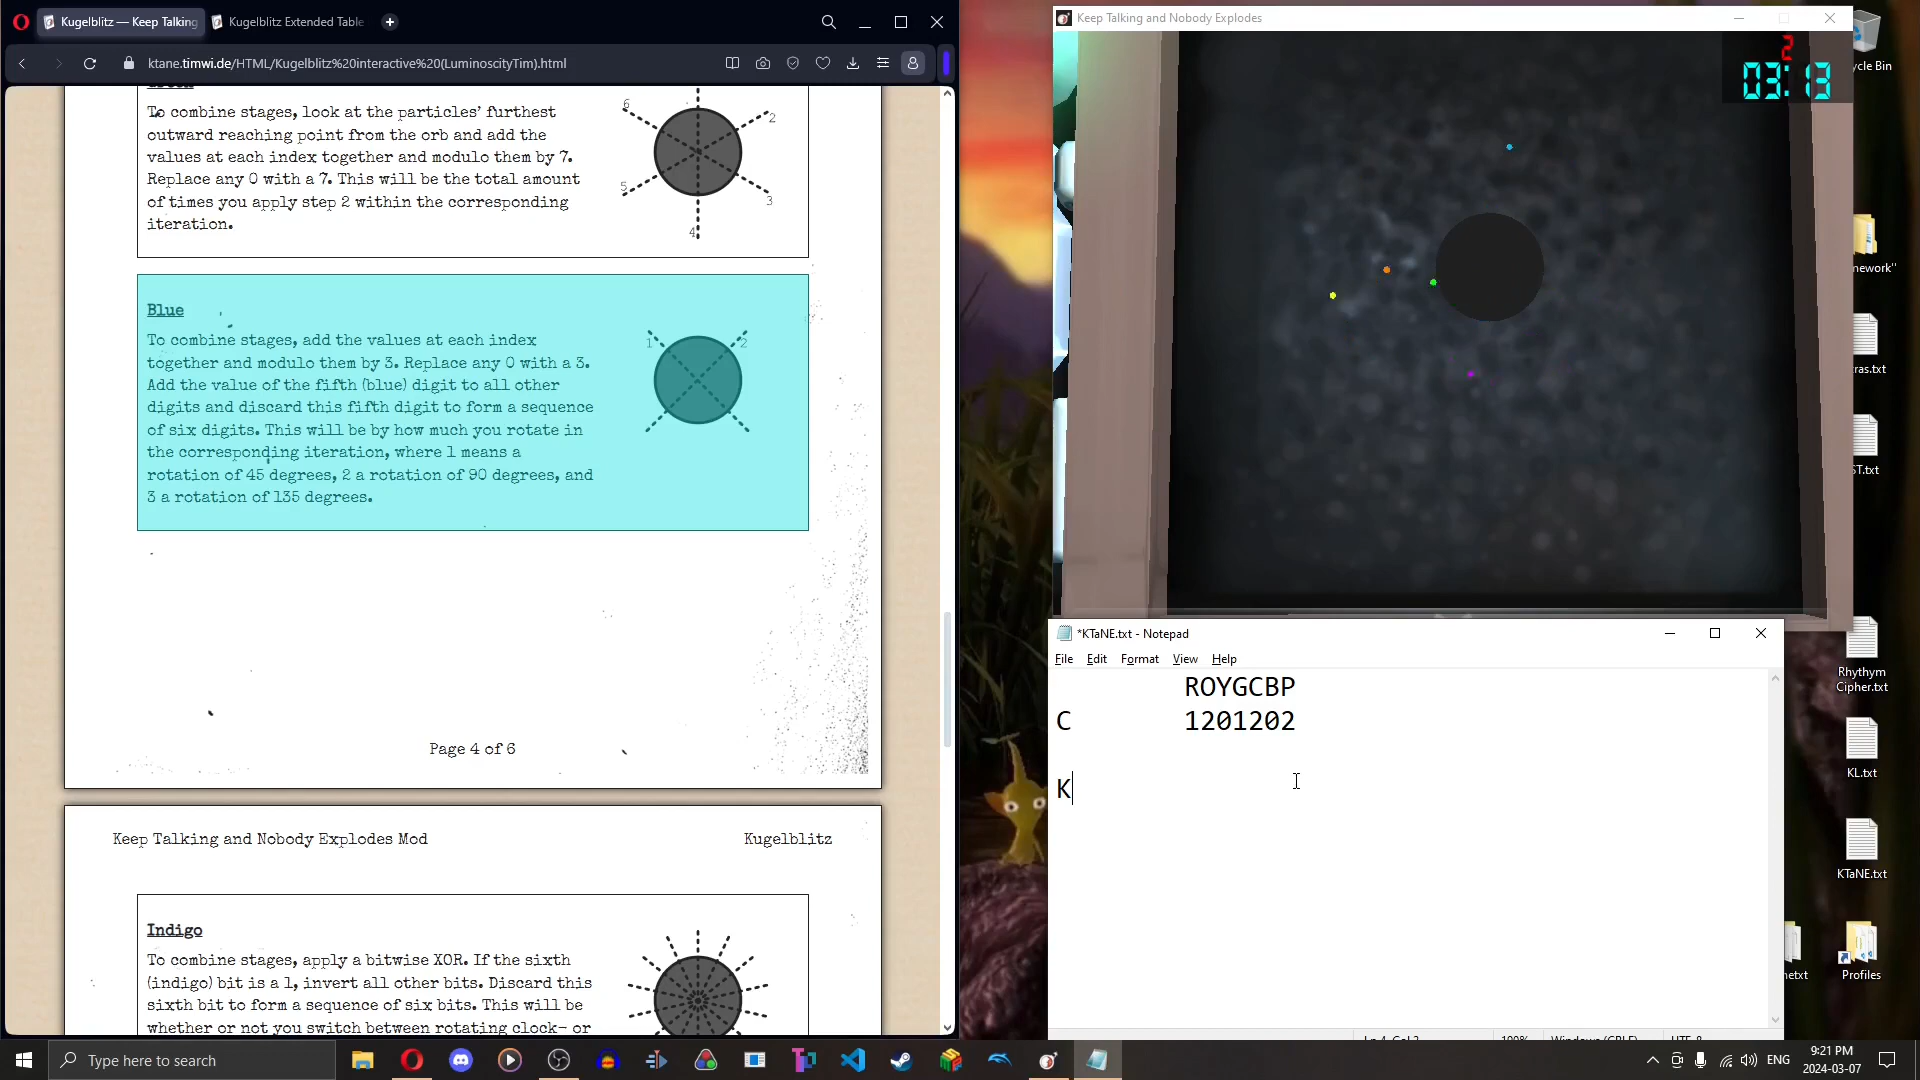 Kugelblitz — Keep Talking
Kugelblitz Extended Table
ktane.timwi.de/HTML/Kugelblitz%20interactive%20(LuminoscityTim).html
To combine stages, look at the particles' furthest
outward reaching point from the orb and add the
values at each index together and modulo them by 7.
Replace any 0 with a 7. This will be the total amount
of times you apply step 2 within the corresponding
iteration.
6
2
5
3
4
Blue
To combine stages, add the values at each index
together and modulo them by 3. Replace any 0 with a 3.
Add the value of the fifth (blue) digit to all other
digits and discard this fifth digit to form a sequence
of six digits. This will be by how much you rotate in
the corresponding iteration, where 1 means a
rotation of 45 degrees, 2 a rotation of 90 degrees, and
3 a rotation of 135 degrees.
1
2
Page 4 of 6
Keep Talking and Nobody Explodes Mod
Kugelblitz
Indigo
To combine stages, apply a bitwise XOR. If the sixth
(indigo) bit is a 1, invert all other bits. Discard this
sixth bit to form a sequence of six bits. This will be
whether or not you switch between rotating clock- or
Keep Talking and Nobody Explodes
2
03:13
*KTaNE.txt - Notepad
File Edit Format View Help
ROYGCBP
C 1201202
K
100%
ycle Bin
nework"
tras.txt
ST.txt
Rhythym
Cipher.txt
KL.txt
KTaNE.txt
netxt
Profiles
Type here to search
ENG
9:21 PM
2024-03-07